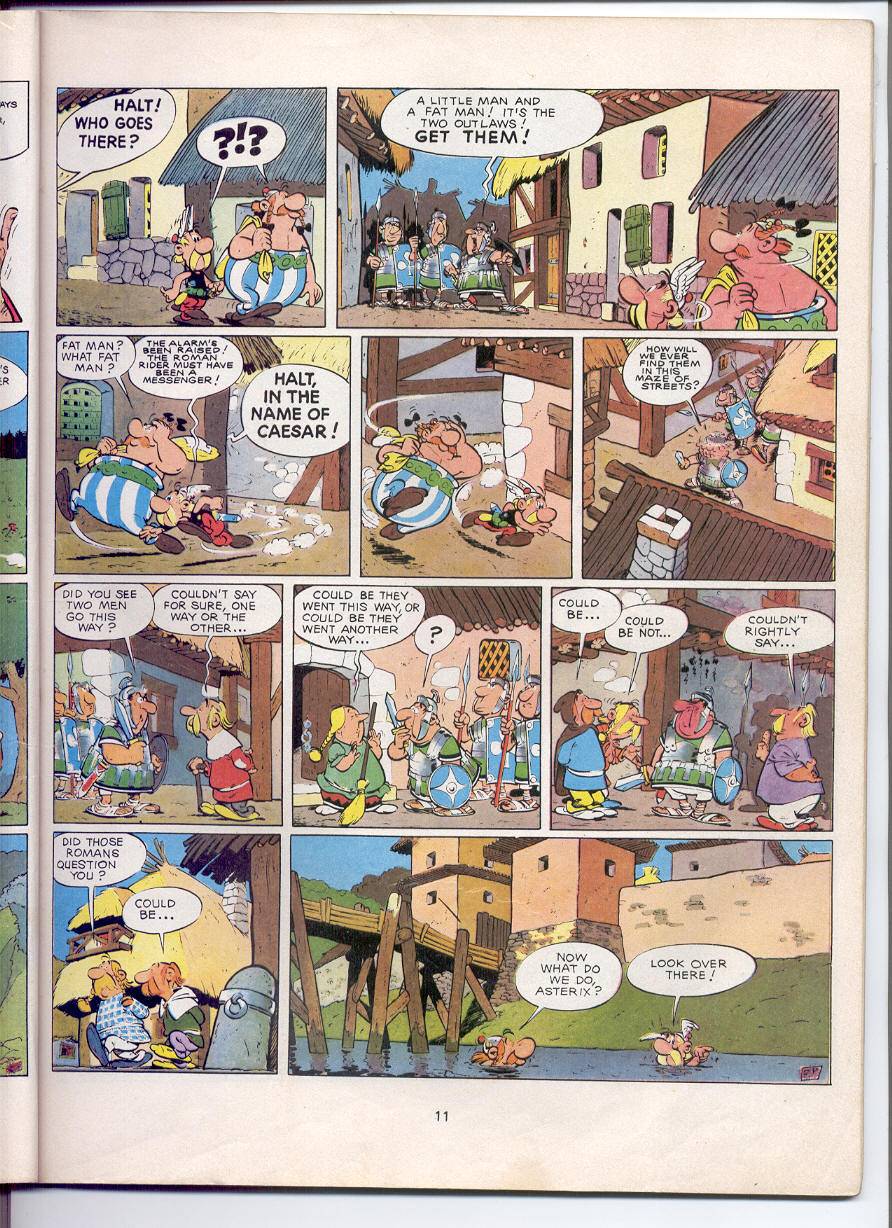 HALT!
WHO GOES
THERE?
?!?
A LITTLE MAN AND
A FAT MAN! IT'S THE
TWO OUTLAWS!
GET THEM!
FAT MAN?
WHAT FAT
MAN?
THE ALARM'S
BEEN RAISED!
THE ROMAN
RIDER MUST HAVE
BEEN A
MESSENGER!
HALT,
IN THE
NAME OF
CAESAR!
HOW WILL
WE EVER
FIND THEM
IN THIS
MAZE OF
STREETS?
DID YOU SEE
TWO MEN
GO THIS
WAY?
COULDN'T SAY
FOR SURE, ONE
WAY OR THE
OTHER...
COULD BE THEY
WENT THIS WAY, OR
COULD BE THEY
WENT ANOTHER
WAY...
?
COULD
BE...
COULD
BE NOT...
COULDN'T
RIGHTLY
SAY...
DID THOSE
ROMANS
QUESTION
YOU?
COULD
BE...
NOW
WHAT DO
WE DO,
ASTERIX?
LOOK OVER
THERE!
11